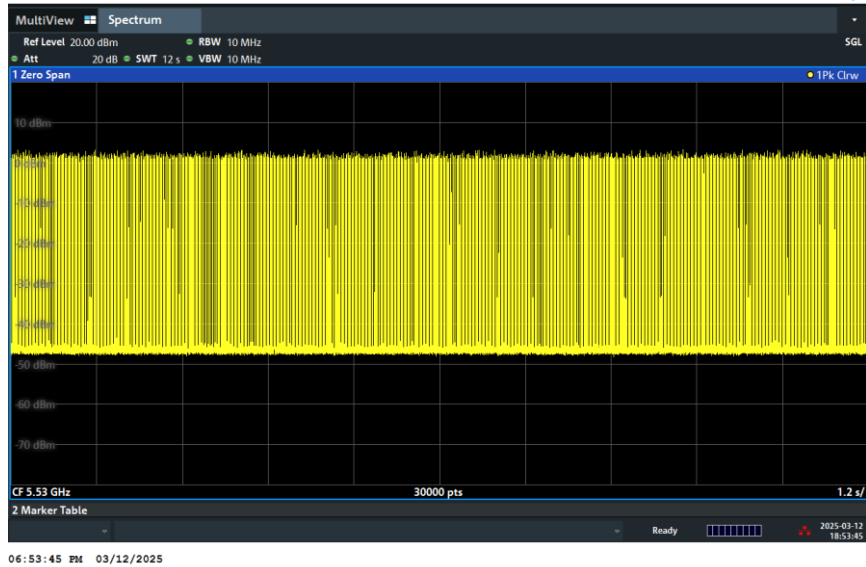 MultiView Spectrum
Ref Level 20.00 dBm RBW 10 MHz SGL
Att 20 dB SWT 12 s VBW 10 MHz
1 Zero Span 1Pk Clrw
10 dBm
0 dBm
-10 dBm
-20 dBm
-30 dBm
-40 dBm
-50 dBm
-60 dBm
-70 dBm
CF 5.53 GHz 30000 pts 1.2 s/
2 Marker Table
Ready 2025-03-12
18:53:45
06:53:45 PM 03/12/2025